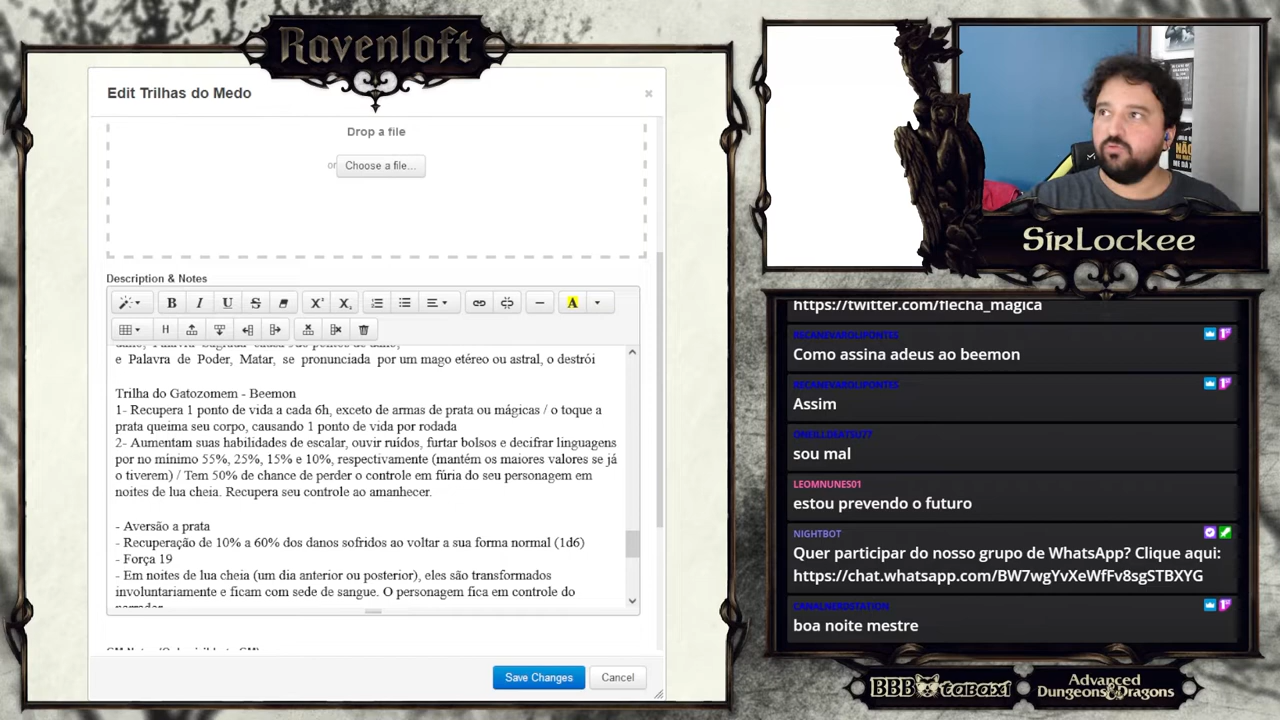 Ravenloft
Edit Trilhas do Medo
×
Drop a file
or Choose a file...
Description & Notes
B I U S X² X₂ A
H
e Palavra de Poder, Matar, se pronunciada por um mago etéreo ou astral, o destrói
Trilha do Gatozomem - Beemon
1- Recupera 1 ponto de vida a cada 6h, exceto de armas de prata ou mágicas / o toque a
prata queima seu corpo, causando 1 ponto de vida por rodada
2- Aumentam suas habilidades de escalar, ouvir ruídos, furtar bolsos e decifrar linguagens
por no mínimo 55%, 25%, 15% e 10%, respectivamente (mantém os maiores valores se já
o tiverem) / Tem 50% de chance de perder o controle em fúria do seu personagem em
noites de lua cheia. Recupera seu controle ao amanhecer.
- Aversão a prata
- Recuperação de 10% a 60% dos danos sofridos ao voltar a sua forma normal (1d6)
- Força 19
- Em noites de lua cheia (um dia anterior ou posterior), eles são transformados
involuntariamente e ficam com sede de sangue. O personagem fica em controle do
Save Changes
Cancel
SirLockee
https://twitter.com/flecha_magica
Como assina adeus ao beemon
Assim
sou mal
LEOMNUNES01
estou prevendo o futuro
NIGHTBOT
Quer participar do nosso grupo de WhatsApp? Clique aqui:
https://chat.whatsapp.com/BW7wgYvXeWfFv8sgSTBXYG
CANALNERDSTATION
boa noite mestre
BBB tabaxi
Advanced
Dungeons & Dragons